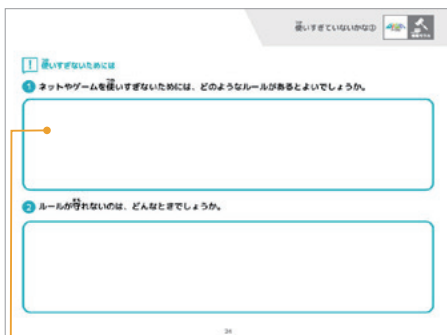 使いすぎていないかな①
! 使いすぎないためには
1 ネットやゲームを使いすぎないためには、どのようなルールがあるとよいでしょうか。
2 ルールが守れないのは、どんなときでしょうか。